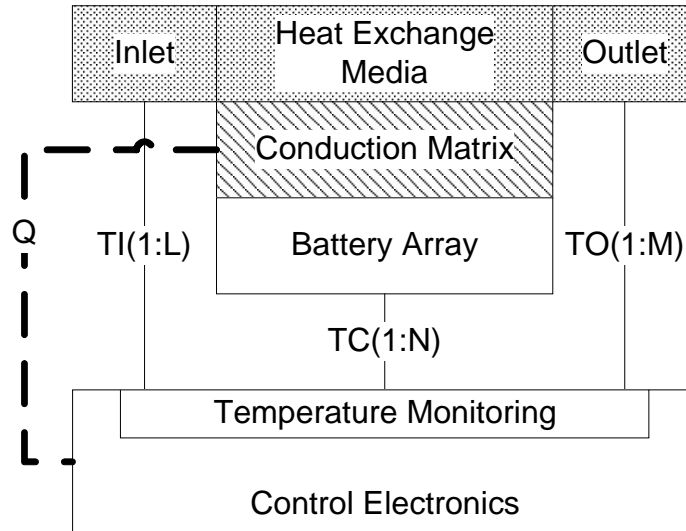 Inlet
Heat Exchange
Media
Outlet
Conduction Matrix
Q
TI(1:L)
Battery Array
TO(1:M)
TC(1:N)
Temperature Monitoring
Control Electronics